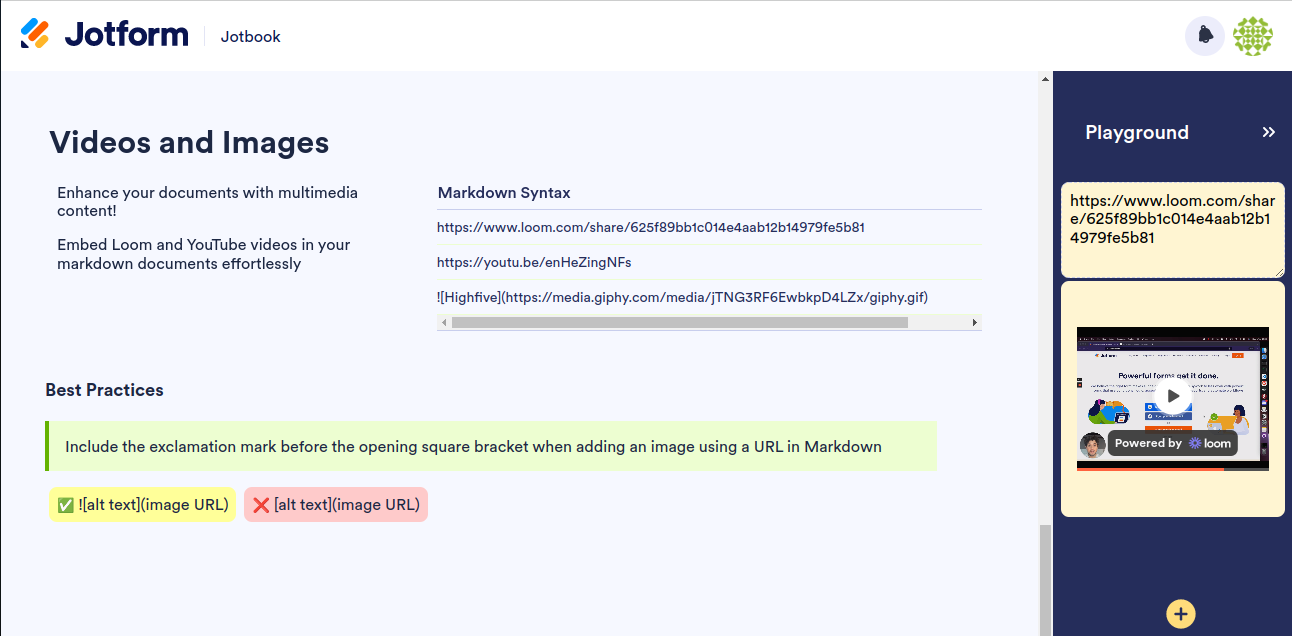 Jotform
Jotbook
Videos and Images
Enhance your documents with multimedia
content!
Embed Loom and YouTube videos in your
markdown documents effortlessly
Markdown Syntax
https://www.loom.com/share/625f89bb1c014e4aab12b14979fe5b81
https://youtu.be/enHeZingNFs
![Highfive](https://media.giphy.com/media/jTNG3RF6EwbkpD4LZx/giphy.gif)
Best Practices
Include the exclamation mark before the opening square bracket when adding an image using a URL in Markdown
✅ ![alt text](image URL)
❌ [alt text](image URL)
Playground
https://www.loom.com/shar
e/625f89bb1c014e4aab12b1
4979fe5b81
Powerful forms get it done.
Powered by loom